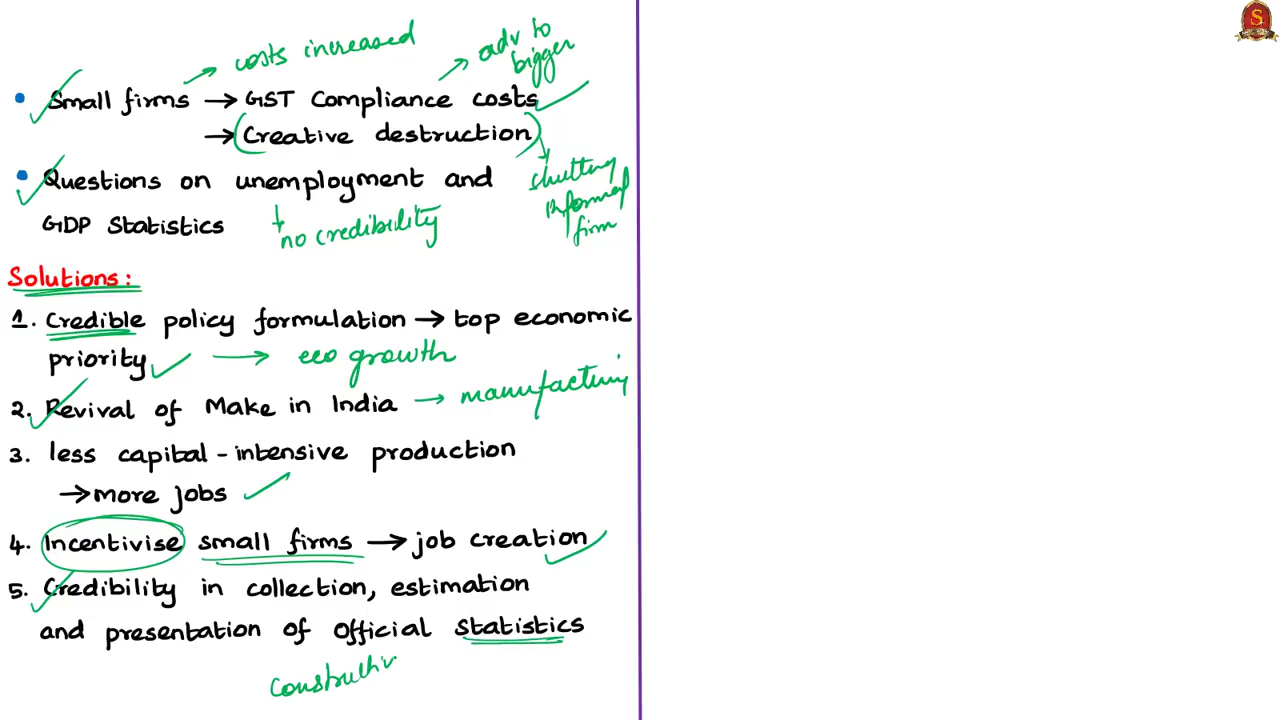 costs increased
adv to
bigger
• Small firms → GST Compliance costs
→ (Creative destruction)
shutting
informal
firm
• Questions on unemployment and
GDP Statistics
no credibility
Solutions:
1. Credible policy formulation → top economic
priority → eco growth
2. Revival of Make in India → manufacturing
3. less capital-intensive production
→ more jobs
4. Incentivise small firms → job creation
5. Credibility in collection, estimation
and presentation of official statistics
S